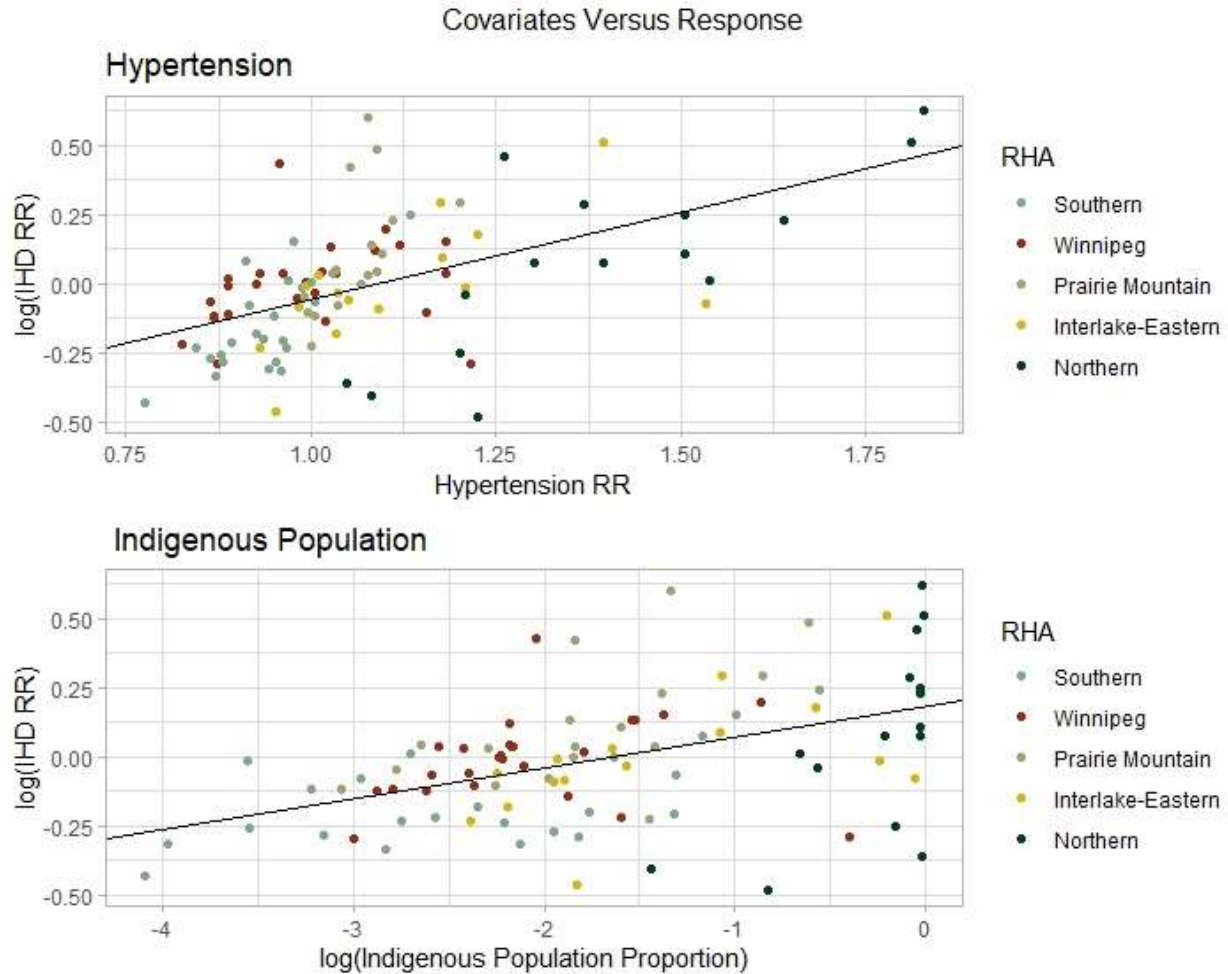 Covariates Versus Response
Hypertension
log(IHD RR)
0.50
0.25
0.00
-0.25
-0.50
0.75 1.00 1.25 1.50 1.75
Hypertension RR
RHA
Southern
Winnipeg
Prairie Mountain
Interlake-Eastern
Northern
Indigenous Population
log(IHD RR)
0.50
0.25
0.00
-0.25
-0.50
-4 -3 -2 -1 0
log(Indigenous Population Proportion)
RHA
Southern
Winnipeg
Prairie Mountain
Interlake-Eastern
Northern